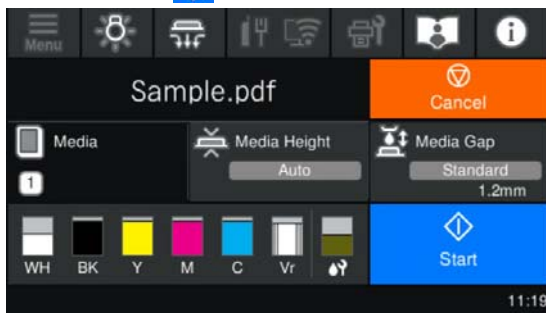 Menu
Sample.pdf
Cancel
Media
1
Media Height
Auto
Media Gap
Standard
1.2mm
WH BK Y M C Vr
Start
11:19